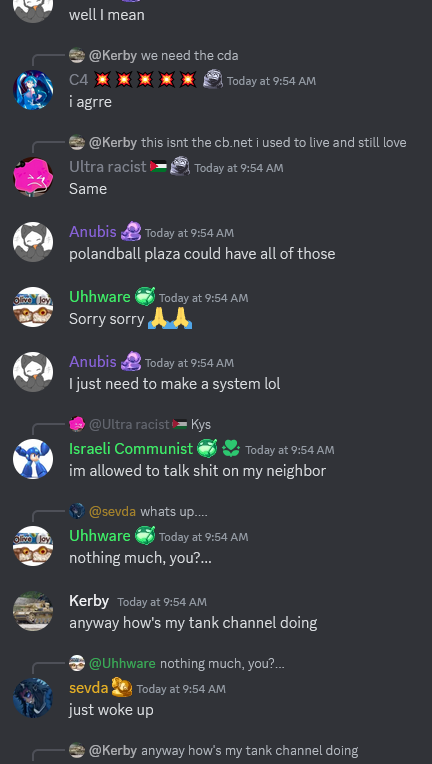 well I mean
@Kerby we need the cda
C4 💥 💥 💥 💥 💥 Today at 9:54 AM
i agrre
@Kerby this isnt the cb.net i used to live and still love
Ultra racist 🇵🇸 Today at 9:54 AM
Same
Anubis Today at 9:54 AM
polandball plaza could have all of those
Olive Joy
Uhhware Today at 9:54 AM
Sorry sorry 🙏🙏
Anubis Today at 9:54 AM
I just need to make a system lol
@Ultra racist 🇵🇸 Kys
Israeli Communist Today at 9:54 AM
im allowed to talk shit on my neighbor
@sevda whats up....
Olive Joy
Uhhware Today at 9:54 AM
nothing much, you?...
Kerby Today at 9:54 AM
anyway how's my tank channel doing
@Uhhware nothing much, you?...
sevda Today at 9:54 AM
just woke up
@Kerby anyway how's my tank channel doing